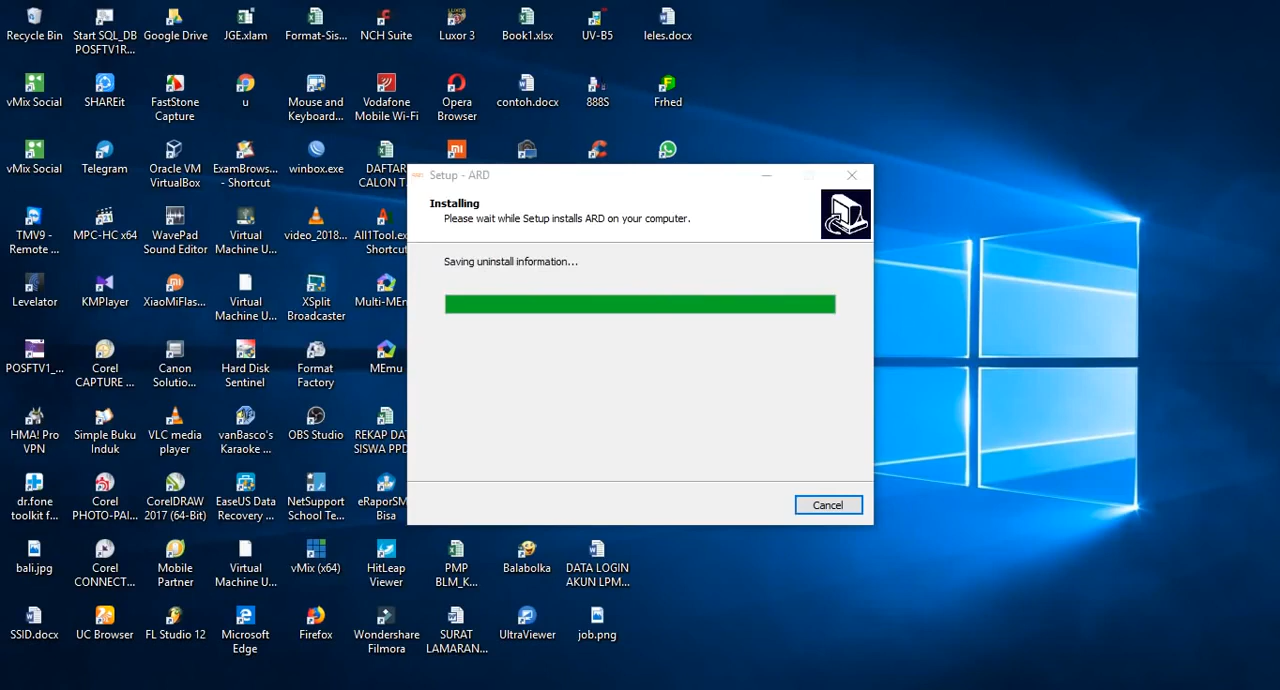 Recycle Bin
Start SQL_DB
POSFTV1R...
Google Drive
JGE.xlam
Format-Sis...
NCH Suite
Luxor 3
Book1.xlsx
UV-B5
leles.docx
vMix Social
SHAREit
FastStone
Capture
u
Mouse and
Keyboard...
Vodafone
Mobile Wi-Fi
Opera
Browser
contoh.docx
888S
Frhed
vMix Social
Telegram
Oracle VM
VirtualBox
ExamBrows...
- Shortcut
winbox.exe
DAFTAR
CALON T
TMV9 -
Remote ...
MPC-HC x64
WavePad
Sound Editor
Virtual
Machine U...
video_2018...
All1Tool.ex
Shortcut
Levelator
KMPlayer
XiaoMiFlas...
Virtual
Machine U...
XSplit
Broadcaster
Multi-MEm
POSFTV1_...
Corel
CAPTURE ...
Canon
Solutio...
Hard Disk
Sentinel
Format
Factory
MEmu
HMA! Pro
VPN
Simple Buku
Induk
VLC media
player
vanBasco's
Karaoke ...
OBS Studio
REKAP DAT
SISWA PPD
dr.fone
toolkit f...
Corel
PHOTO-PAI...
CorelDRAW
2017 (64-Bit)
EaseUS Data
Recovery ...
NetSupport
School Te...
eRaporSM
Bisa
bali.jpg
Corel
CONNECT...
Mobile
Partner
Virtual
Machine U...
vMix (x64)
HitLeap
Viewer
PMP
BLM_K...
Balabolka
DATA LOGIN
AKUN LPM...
SSID.docx
UC Browser
FL Studio 12
Microsoft
Edge
Firefox
Wondershare
Filmora
SURAT
LAMARAN...
UltraViewer
job.png
Setup - ARD
Installing
Please wait while Setup installs ARD on your computer.
Saving uninstall information...
Cancel